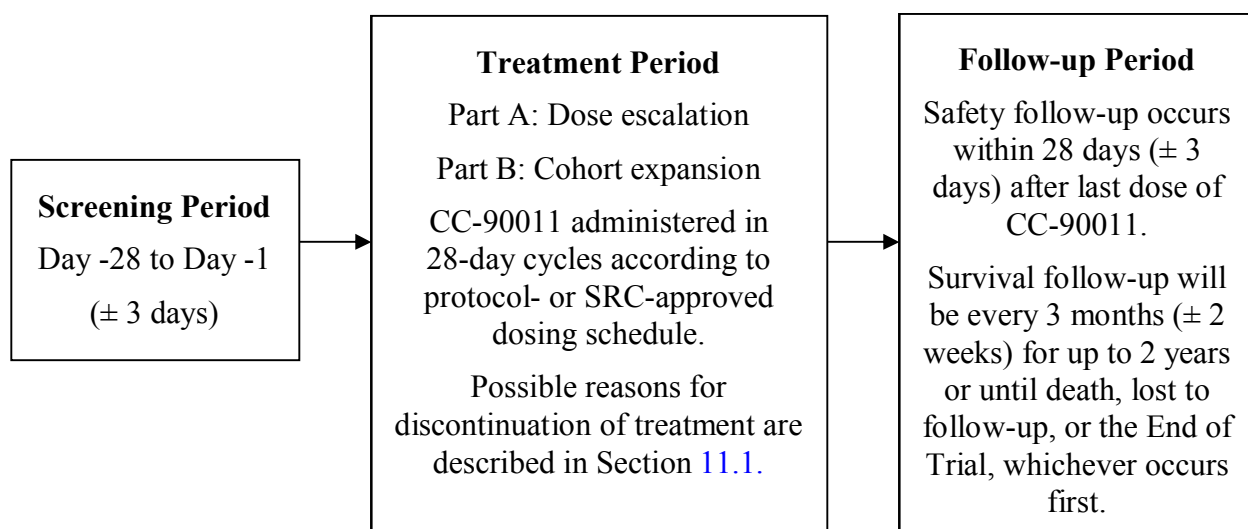 Screening Period
Day -28 to Day -1
(± 3 days)
Treatment Period
Part A: Dose escalation
Part B: Cohort expansion
CC-90011 administered in
28-day cycles according to
protocol- or SRC-approved
dosing schedule.
Possible reasons for
discontinuation of treatment are
described in Section 11.1.
Follow-up Period
Safety follow-up occurs
within 28 days (± 3
days) after last dose of
CC-90011.
Survival follow-up will
be every 3 months (± 2
weeks) for up to 2 years
or until death, lost to
follow-up, or the End of
Trial, whichever occurs
first.